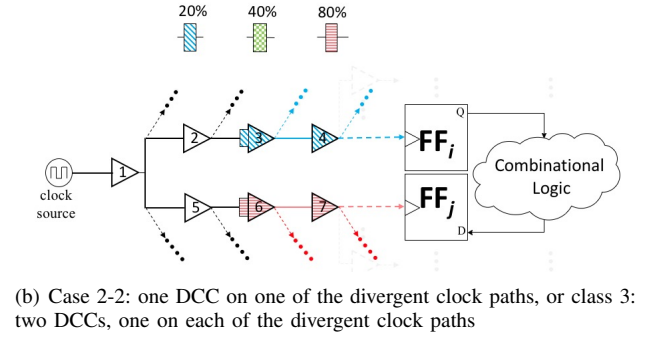 20% 40% 80%
1
2
3
4
5
6
7
clock
source
Q
FFi
FFj
D
Combinational
Logic
(b) Case 2-2: one DCC on one of the divergent clock paths, or class 3:
two DCCs, one on each of the divergent clock paths